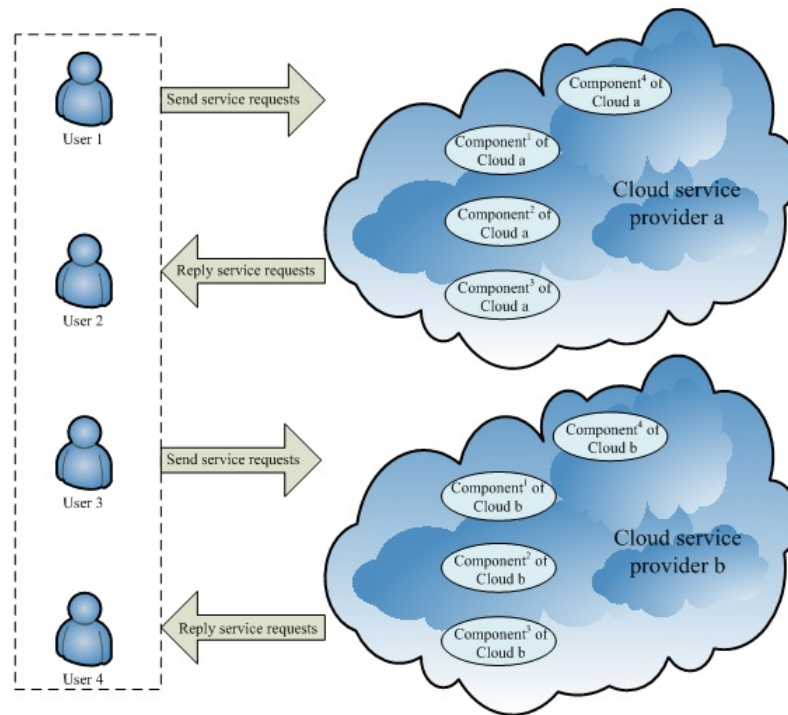 User 1
Send service requests
User 2
Reply service requests
User 3
Send service requests
User 4
Reply service requests
Component⁴ of
Cloud a
Component¹ of
Cloud a
Component² of
Cloud a
Component³ of
Cloud a
Cloud service
provider a
Component⁴ of
Cloud b
Component¹ of
Cloud b
Component² of
Cloud b
Component³ of
Cloud b
Cloud service
provider b